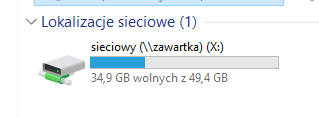 Lokalizacje sieciowe (1)
sieciowy (\\zawartka) (X:)
34,9 GB wolnych z 49,4 GB